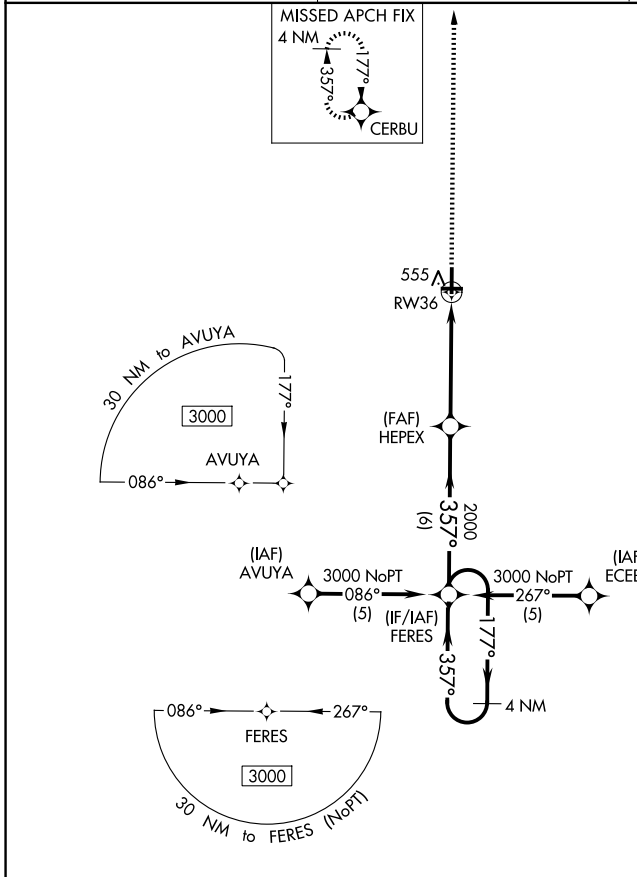 MISSED APCH FIX
4 NM
357°
177°
CERBU
555
RW36
30 NM to AVUYA
177°
3000
AVUYA
086°
(FAF)
HEPEX
2000
357°
(6)
(IAF)
AVUYA
3000 NoPT
086°
(5)
(IF/IAF)
FERES
3000 NoPT
267°
(5)
(IAF
177°
357°
4 NM
086°
267°
FERES
3000
30 NM to FERES (NoPT)